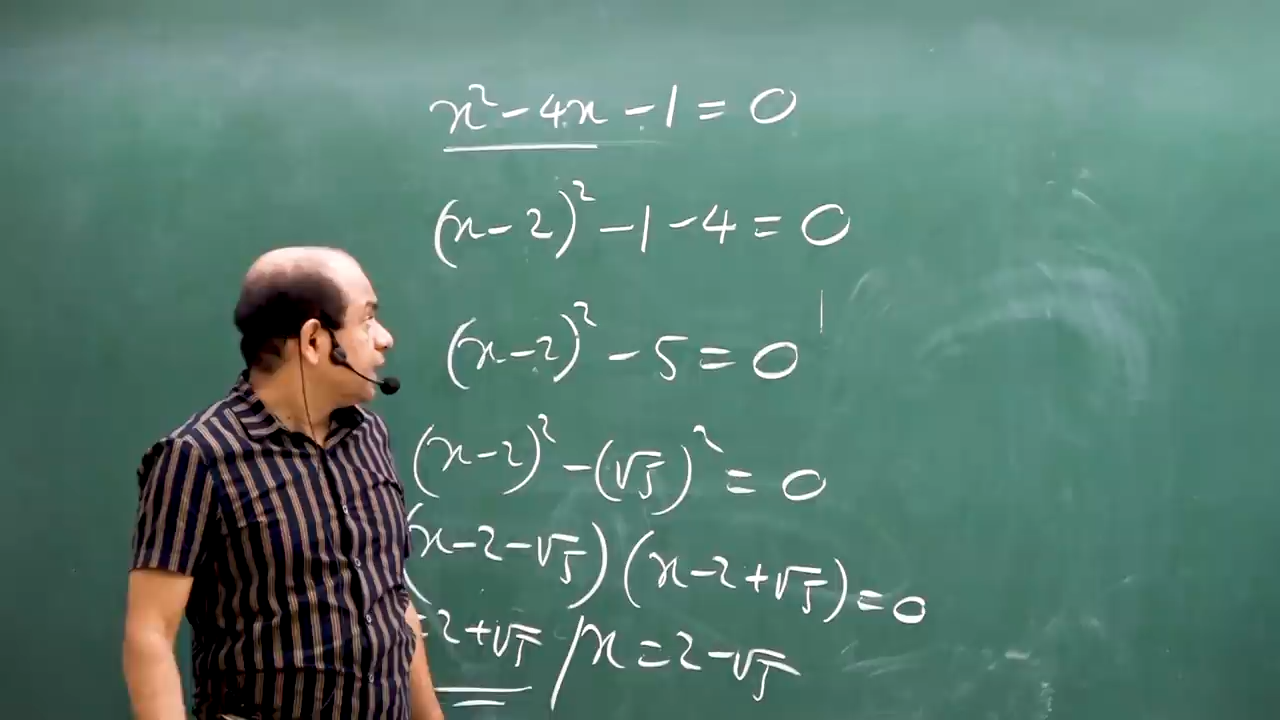 x² - 4x - 1 = 0
(x - 2)² - 1 - 4 = 0
(x - 2)² - 5 = 0
(x - 2)² - (√5)² = 0
(x - 2 - √5) (x - 2 + √5) = 0
= 2 + √5 / x = 2 - √5